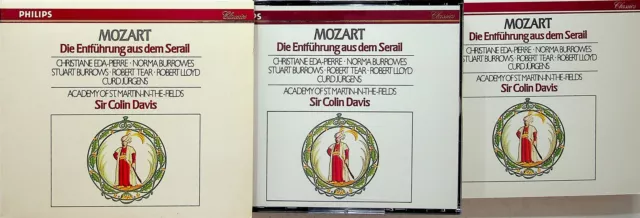 PHILIPS
Classics
MOZART
Die Entführung aus dem Serail
CHRISTIANE EDA-PIERRE · NORMA BURROWES
STUART BURROWS · ROBERT TEAR · ROBERT LLOYD
CURD JÜRGENS
ACADEMY OF ST. MARTIN-IN-THE-FIELDS
Sir Colin Davis
Classics
MOZART
Die Entführung aus dem Serail
CHRISTIANE EDA-PIERRE · NORMA BURROWES
STUART BURROWS · ROBERT TEAR · ROBERT LLOYD
CURD JÜRGENS
ACADEMY OF ST. MARTIN-IN-THE-FIELDS
Sir Colin Davis
Classics
MOZART
Die Entführung aus dem Serail
CHRISTIANE EDA-PIERRE · NORMA BURROWES
STUART BURROWS · ROBERT TEAR · ROBERT LLOYD
CURD JÜRGENS
ACADEMY OF ST. MARTIN-IN-THE-FIELDS
Sir Colin Davis